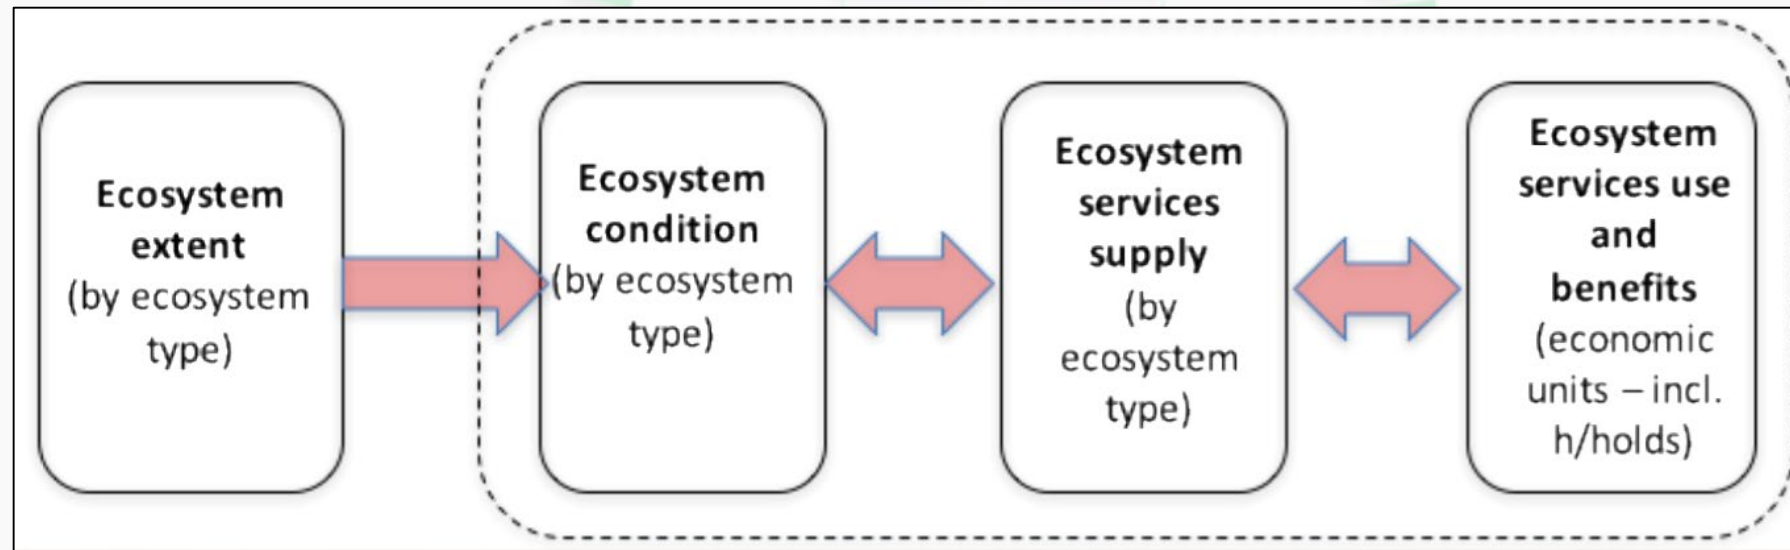 Ecosystem
extent
(by ecosystem
type)
Ecosystem
condition
(by ecosystem
type)
Ecosystem
services
supply
(by
ecosystem
type)
Ecosystem
services use
and
benefits
(economic
units – incl.
h/holds)